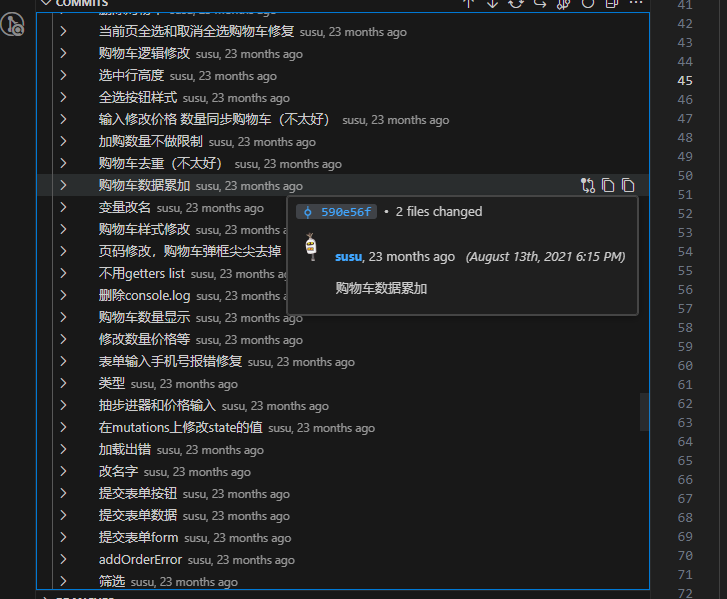 COMMITS
当前页全选和取消全选购物车修复 susu, 23 months ago
购物车逻辑修改 susu, 23 months ago
选中行高度 susu, 23 months ago
全选按钮样式 susu, 23 months ago
输入修改价格 数量同步购物车（不太好） susu, 23 months ago
加购数量不做限制 susu, 23 months ago
购物车去重（不太好） susu, 23 months ago
购物车数据累加 susu, 23 months ago
变量改名 susu, 23 months ago
590e56f • 2 files changed
购物车样式修改 susu, 23 months
页码修改，购物车弹框尖尖去掉
susu, 23 months ago (August 13th, 2021 6:15 PM)
不用getters list susu, 23 months
购物车数据累加
删除console.log susu, 23 months
购物车数量显示 susu, 23 months ago
修改数量价格等 susu, 23 months ago
表单输入手机号报错修复 susu, 23 months ago
类型 susu, 23 months ago
抽步进器和价格输入 susu, 23 months ago
在mutations上修改state的值 susu, 23 months ago
加载出错 susu, 23 months ago
改名字 susu, 23 months ago
提交表单按钮 susu, 23 months ago
提交表单数据 susu, 23 months ago
提交表单form susu, 23 months ago
addOrderError susu, 23 months ago
筛选 susu, 23 months ago
41
42
43
44
45
46
47
48
49
50
51
52
53
54
55
56
57
58
59
60
61
62
63
64
65
66
67
68
69
70
71
72